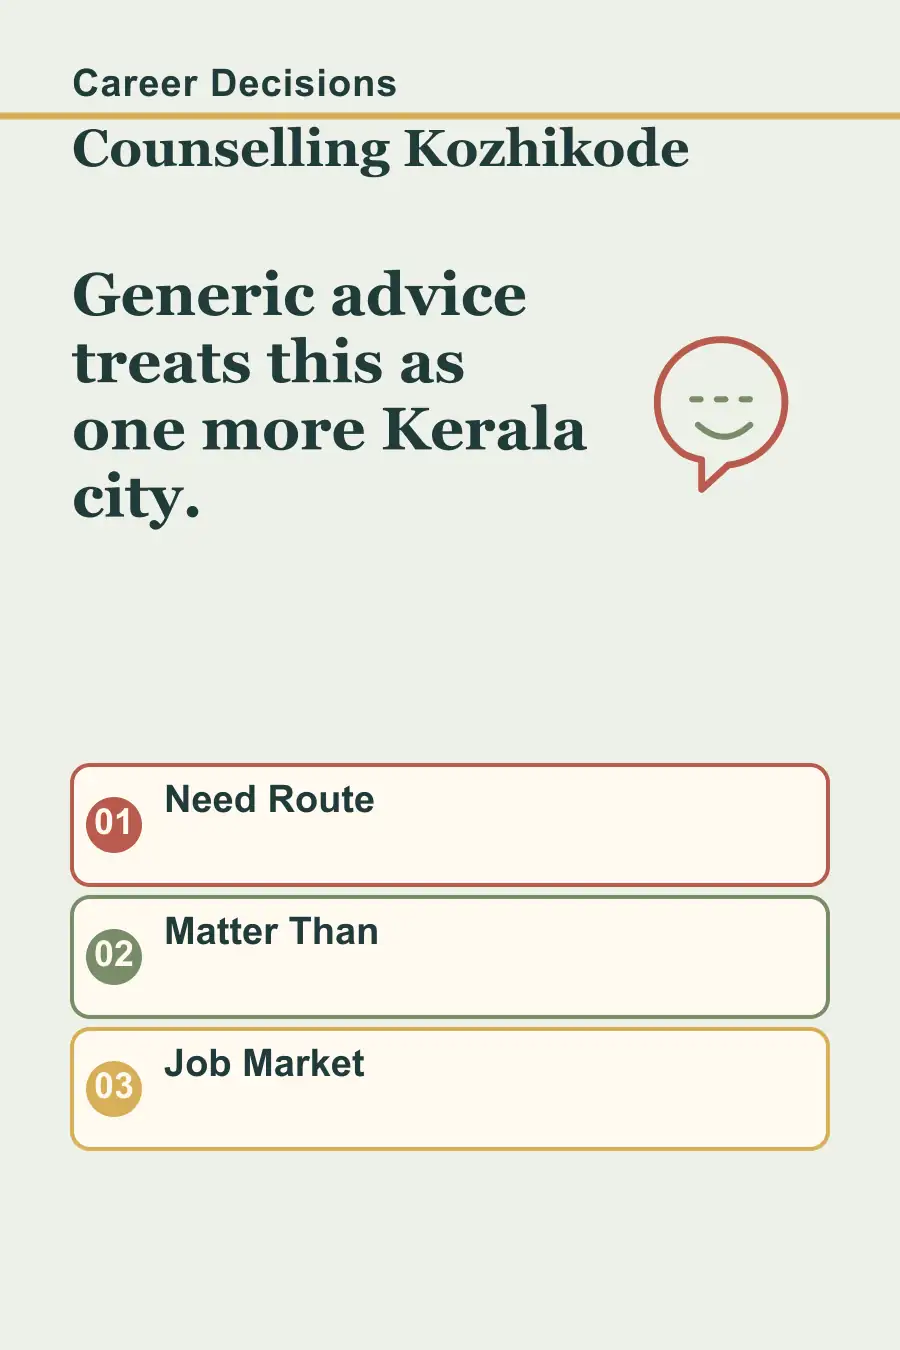 Career Decisions
Counselling Kozhikode
Generic advice
treats this as
one more Kerala
city.
01 Need Route
02 Matter Than
03 Job Market